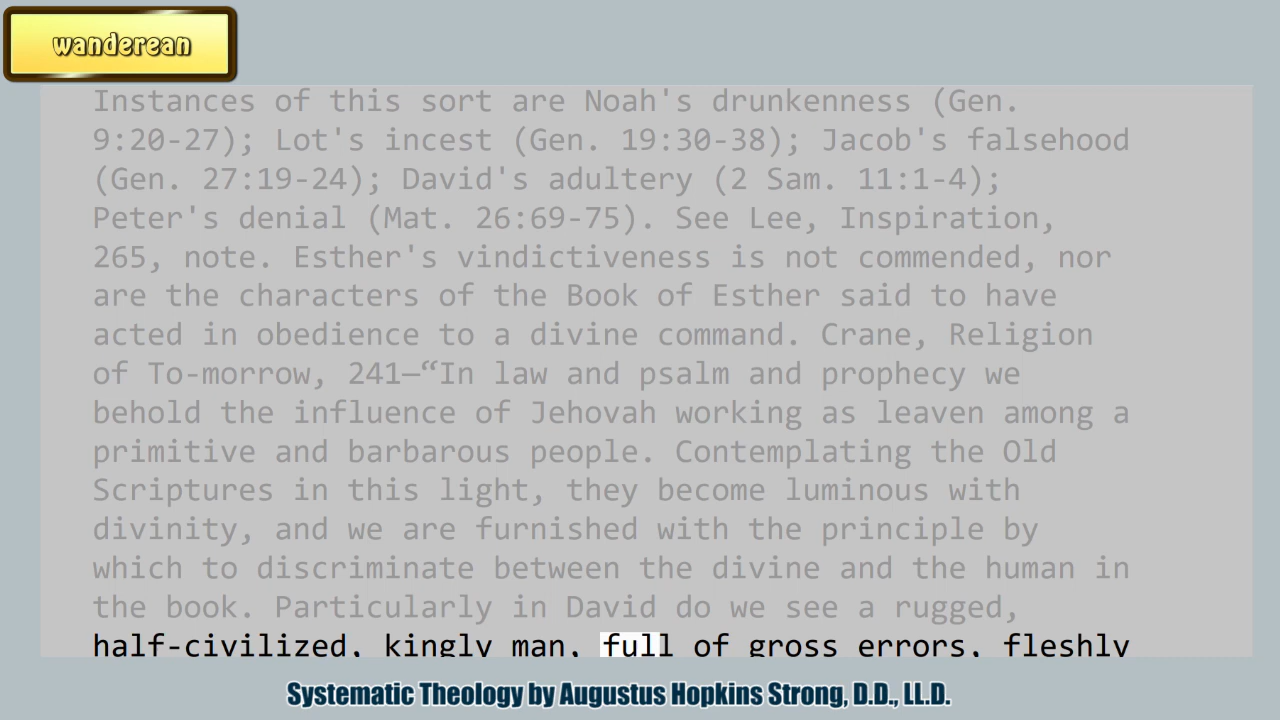 wanderean
Instances of this sort are Noah's drunkenness (Gen.
9:20-27); Lot's incest (Gen. 19:30-38); Jacob's falsehood
(Gen. 27:19-24); David's adultery (2 Sam. 11:1-4);
Peter's denial (Mat. 26:69-75). See Lee, Inspiration,
265, note. Esther's vindictiveness is not commended, nor
are the characters of the Book of Esther said to have
acted in obedience to a divine command. Crane, Religion
of To-morrow, 241—“In law and psalm and prophecy we
behold the influence of Jehovah working as leaven among a
primitive and barbarous people. Contemplating the Old
Scriptures in this light, they become luminous with
divinity, and we are furnished with the principle by
which to discriminate between the divine and the human in
the book. Particularly in David do we see a rugged,
half-civilized, kingly man, full of gross errors, fleshly
Systematic Theology by Augustus Hopkins Strong, D.D., LL.D.